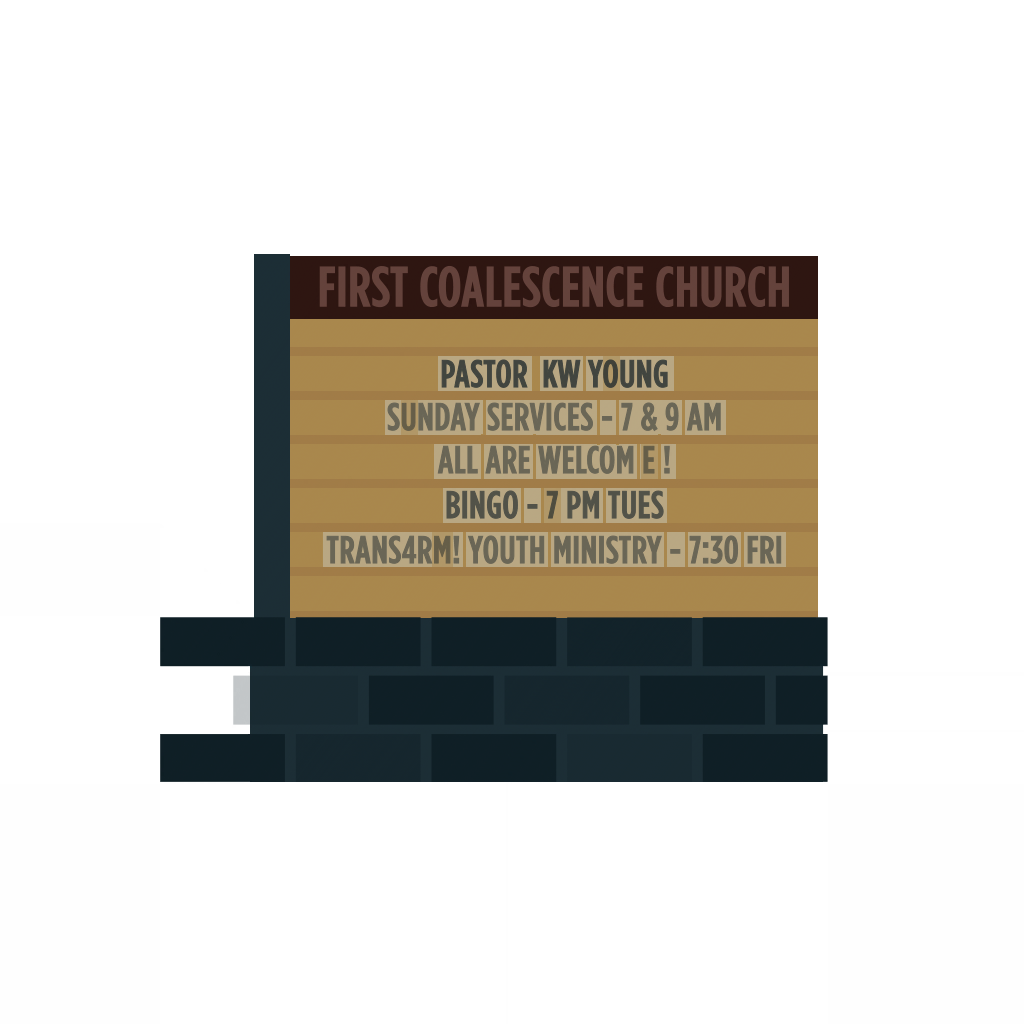 FIRST COALESCENCE CHURCH
PASTOR KW YOUNG
SUNDAY SERVICES - 7 & 9 AM
ALL ARE WELCOME!
BINGO - 7 PM TUES
TRANS4RM! YOUTH MINISTRY - 7:30 FRI